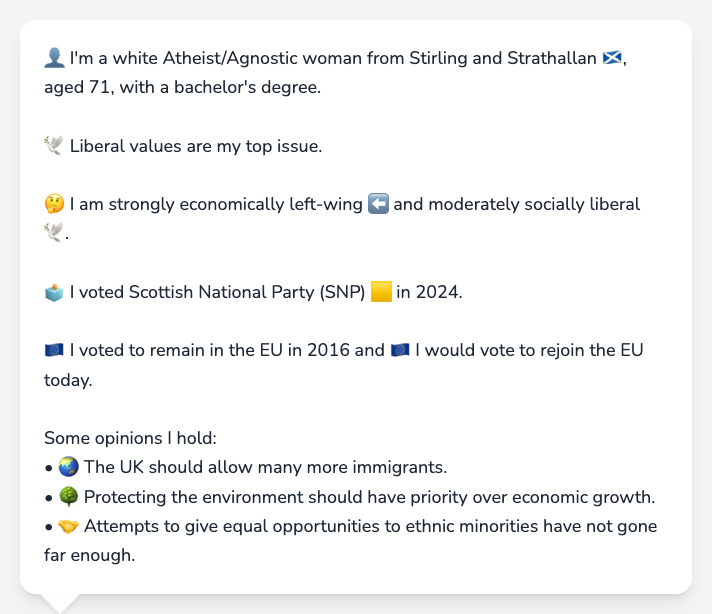 👤 I'm a white Atheist/Agnostic woman from Stirling and Strathallan 🏴󠁧󠁢󠁳󠁣󠁴󠁿,
aged 71, with a bachelor's degree.
🕊️ Liberal values are my top issue.
🤔 I am strongly economically left-wing ⬅️ and moderately socially liberal
🕊️.
🗳️ I voted Scottish National Party (SNP) 🟨 in 2024.
🇪🇺 I voted to remain in the EU in 2016 and 🇪🇺 I would vote to rejoin the EU
today.
Some opinions I hold:
• 🌏 The UK should allow many more immigrants.
• 🌳 Protecting the environment should have priority over economic growth.
• 🤝 Attempts to give equal opportunities to ethnic minorities have not gone
far enough.